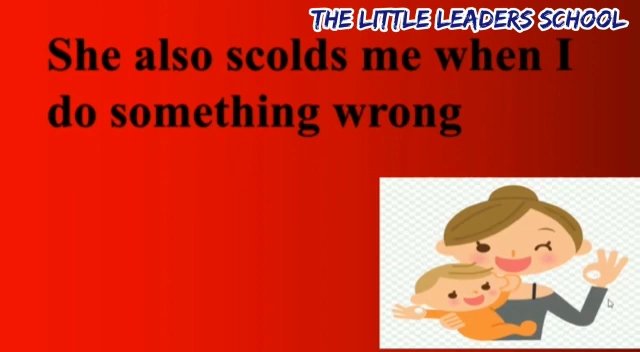 THE LITTLE LEADERS SCHOOL
She also scolds me when I
do something wrong